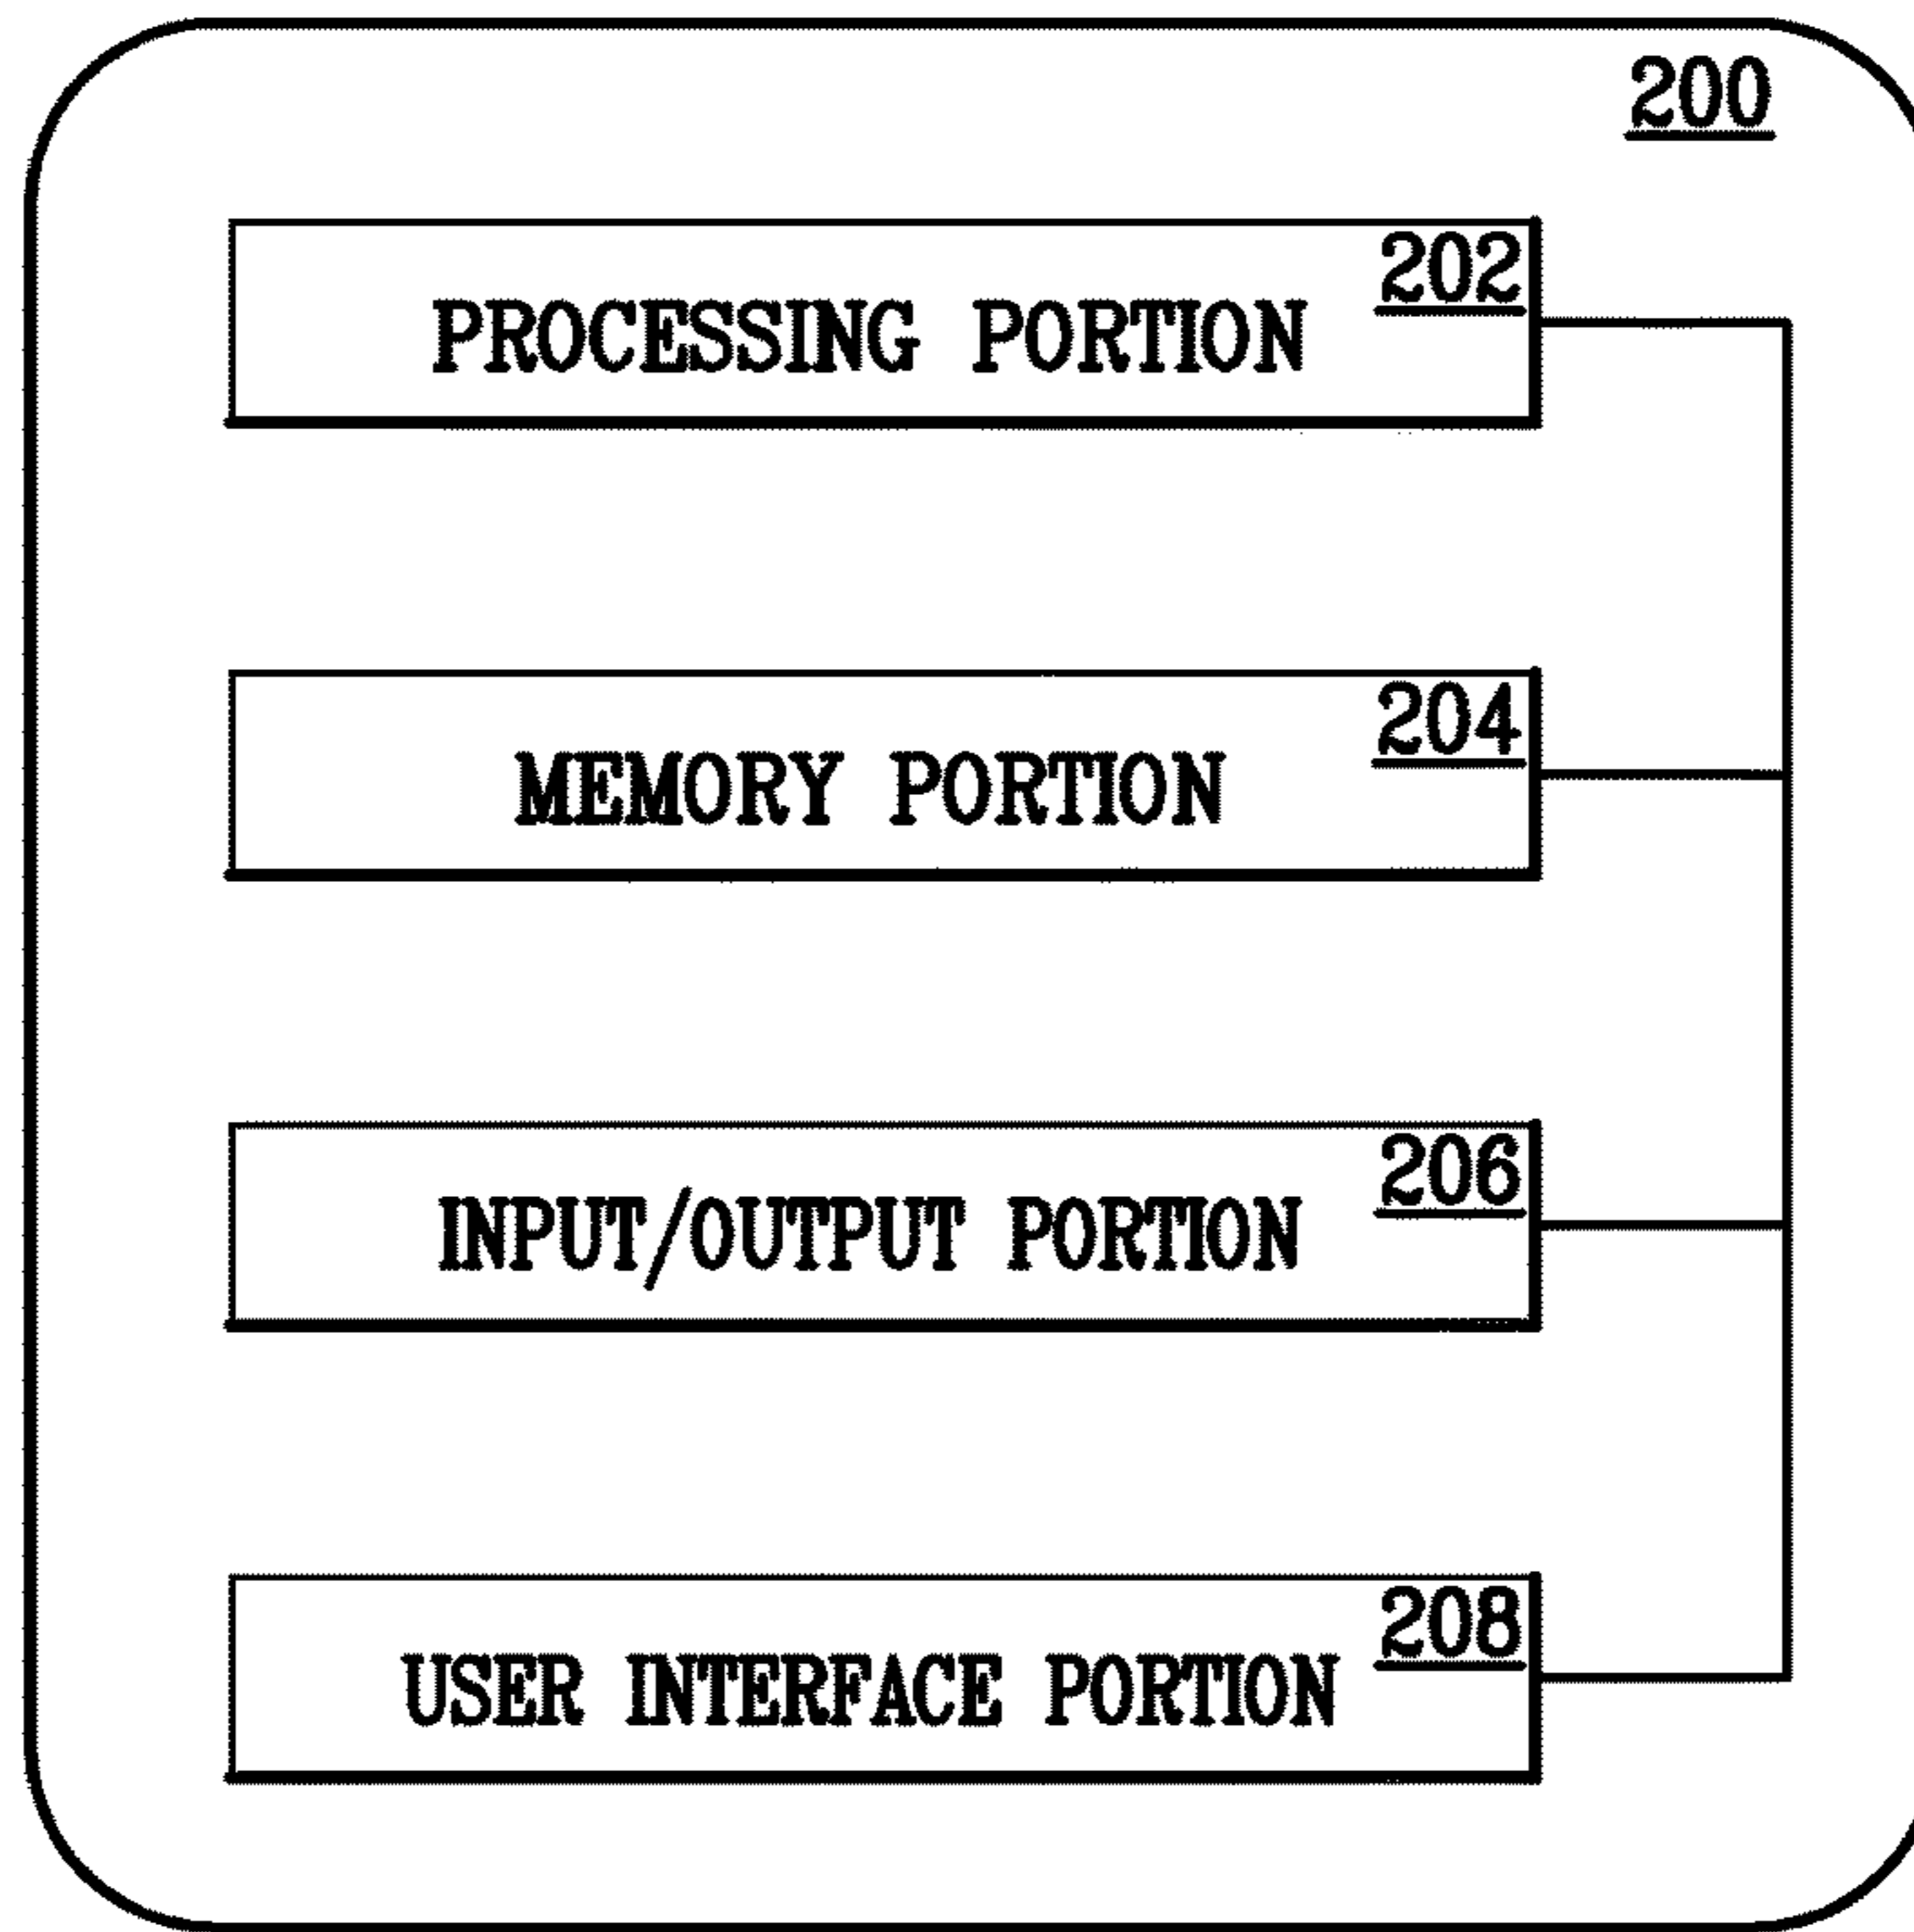 200
202
PROCESSING PORTION
204
MEMORY PORTION
206
INPUT/OUTPUT PORTION
208
USER INTERFACE PORTION